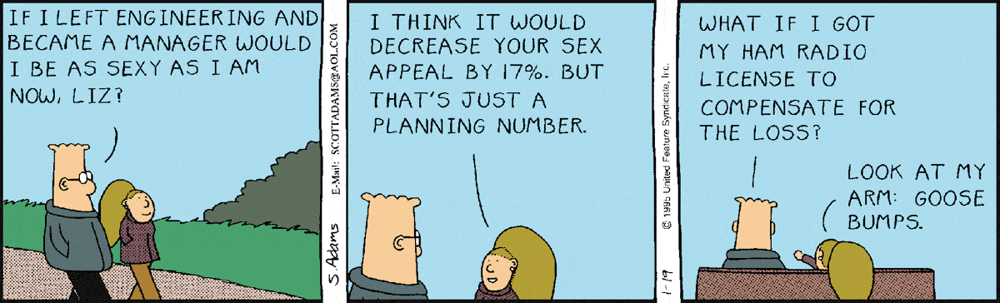 IF I LEFT ENGINEERING AND
BECAME A MANAGER WOULD
I BE AS SEXY AS I AM
NOW, LIZ?
S.Adams
E-Mail: SCOTTADAMS@AOL.COM
I THINK IT WOULD
DECREASE YOUR SEX
APPEAL BY 17%. BUT
THAT'S JUST A
PLANNING NUMBER.
1-19
© 1995 United Feature Syndicate, Inc.
WHAT IF I GOT
MY HAM RADIO
LICENSE TO
COMPENSATE FOR
THE LOSS?
LOOK AT MY
ARM: GOOSE
BUMPS.